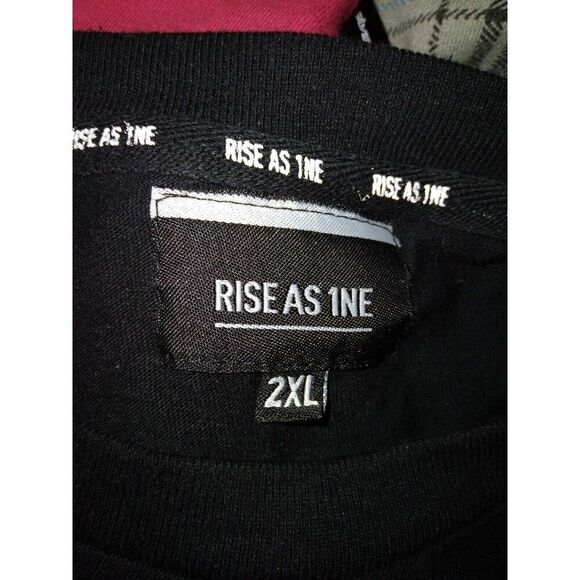 RISE AS 1NE RISE AS 1NE RISE AS 1NE
RISE AS 1NE
2XL